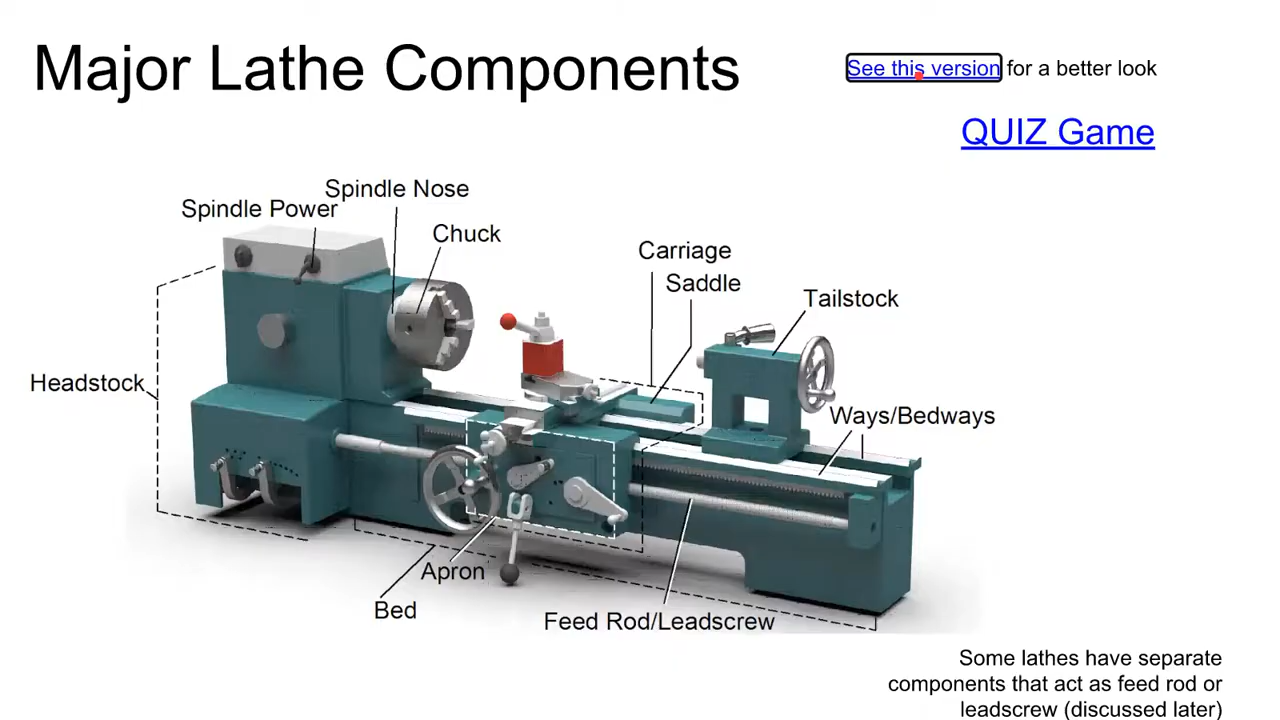 Major Lathe Components
See this version for a better look
QUIZ Game
Spindle Nose
Spindle Power
Chuck
Carriage
Saddle
Tailstock
Headstock
Ways/Bedways
Apron
Bed
Feed Rod/Leadscrew
Some lathes have separate
components that act as feed rod or
leadscrew (discussed later)